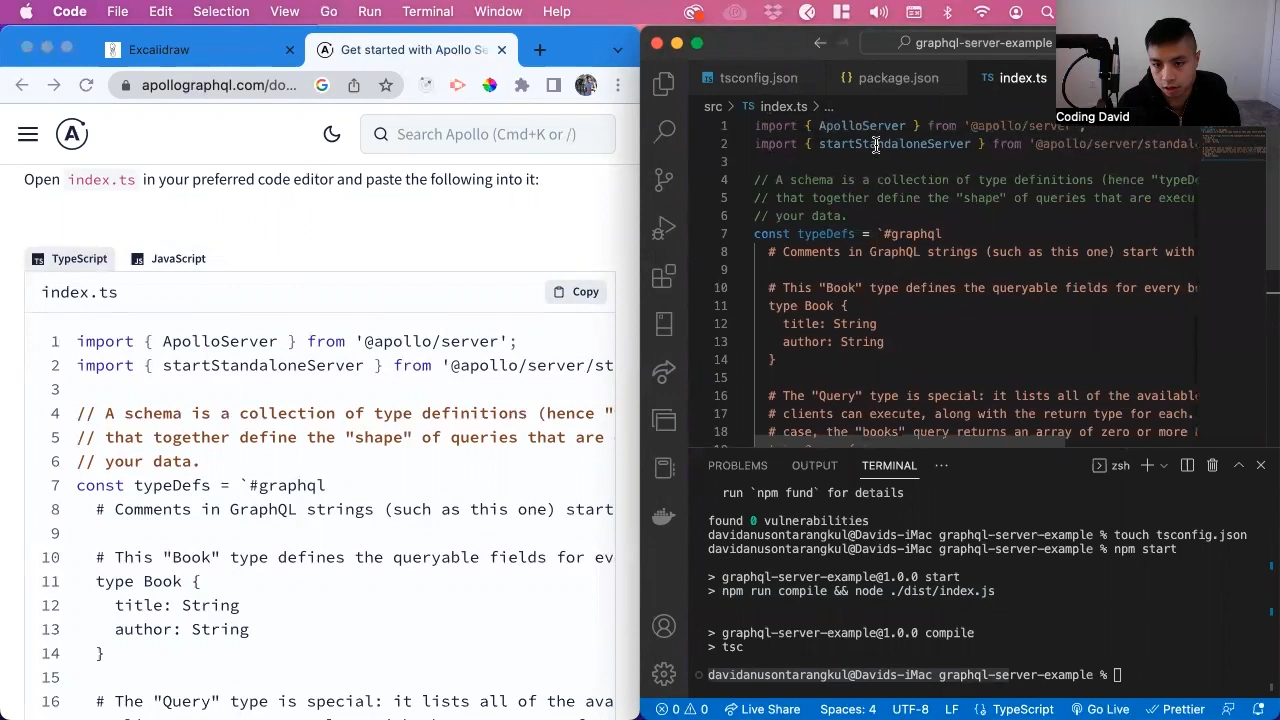 Code File Edit Selection View Go Run Terminal Window Help
Excalidraw
Get started with Apollo Se
apollographql.com/do...
Search Apollo (Cmd+K or /)
Open index.ts in your preferred code editor and paste the following into it:
TS TypeScript JS JavaScript
index.ts
Copy
1 import { ApolloServer } from '@apollo/server';
2 import { startStandaloneServer } from '@apollo/server/st
3
4 // A schema is a collection of type definitions (hence "
5 // that together define the "shape" of queries that are
6 // your data.
7 const typeDefs = `#graphql
8 # Comments in GraphQL strings (such as this one) start
9
10 # This "Book" type defines the queryable fields for ev
11 type Book {
12 title: String
13 author: String
14 }
15
16 # The "Query" type is special: it lists all of the ava
graphql-server-example
TS tsconfig.json {} package.json TS index.ts
src > TS index.ts > ...
1 import { ApolloServer } from '@apollo/server';
2 import { startStandaloneServer } from '@apollo/server/standal
3
4 // A schema is a collection of type definitions (hence "typeD
5 // that together define the "shape" of queries that are execu
6 // your data.
7 const typeDefs = `#graphql
8 # Comments in GraphQL strings (such as this one) start with
9
10 # This "Book" type defines the queryable fields for every b
11 type Book {
12 title: String
13 author: String
14 }
15
16 # The "Query" type is special: it lists all of the available
17 # clients can execute, along with the return type for each.
18 # case, the "books" query returns an array of zero or more
PROBLEMS OUTPUT TERMINAL ... zsh
run `npm fund` for details
found 0 vulnerabilities
davidanusontarangkul@Davids-iMac graphql-server-example % touch tsconfig.json
davidanusontarangkul@Davids-iMac graphql-server-example % npm start
> graphql-server-example@1.0.0 start
> npm run compile && node ./dist/index.js
> graphql-server-example@1.0.0 compile
> tsc
davidanusontarangkul@Davids-iMac graphql-server-example %
0 0 Live Share Spaces: 4 UTF-8 LF {} TypeScript Go Live Prettier
Coding David